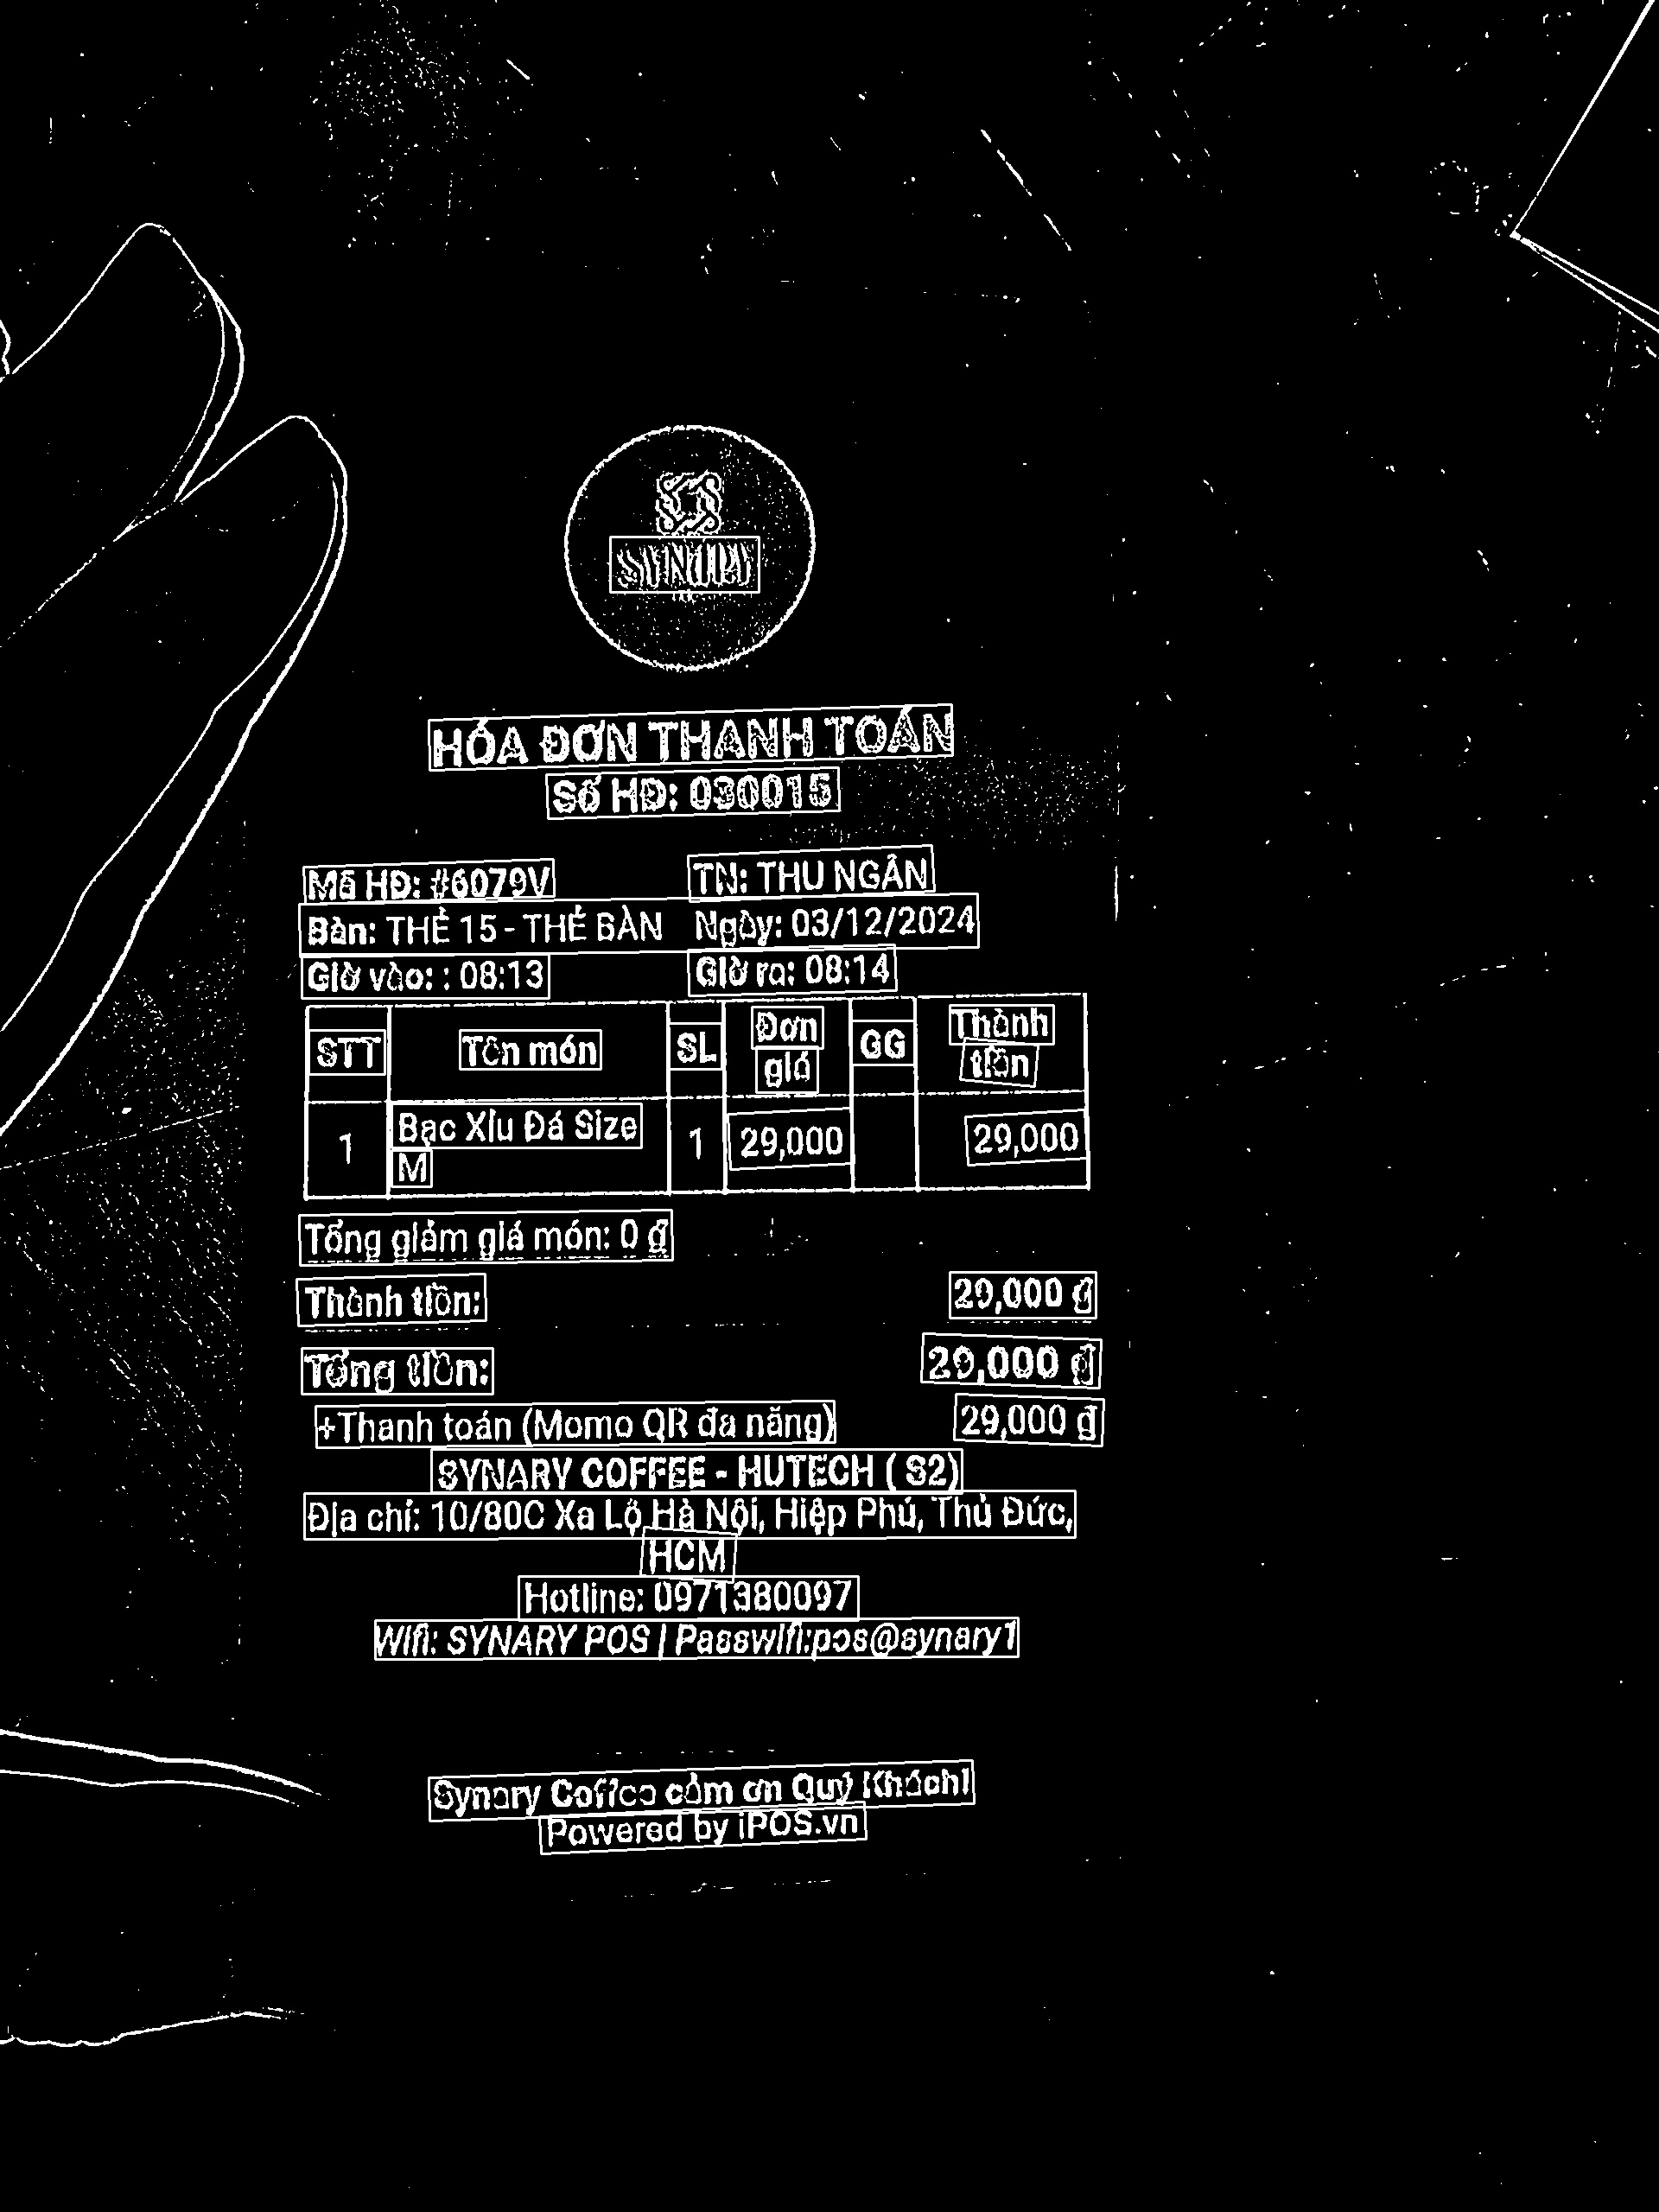 SYNARY
HÓA ĐƠN THANH TOÁN
Số HĐ: 030015
Mã HĐ: #6079V TN: THU NGÂN
Bàn: THẺ 15 - THẺ BÀN Ngày: 03/12/2024
Giờ vào: : 08:13 Giờ ra: 08:14
STT Tên món SL Đơn giá GG Thành tiền
1 Bạc Xỉu Đá Size M 1 29,000 29,000
Tổng giảm giá món: 0 ₫
Thành tiền: 29,000 ₫
Tổng tiền: 29,000 ₫
+Thanh toán (Momo QR đa năng) 29,000 ₫
SYNARY COFFEE - HUTECH ( S2)
Địa chỉ: 10/80C Xa Lộ Hà Nội, Hiệp Phú, Thủ Đức,
HCM
Hotline: 0971380097
Wifi: SYNARY POS | Passwifi:pos@synary1
Synary Coffee cảm ơn Quý Khách!
Powered by iPOS.vn